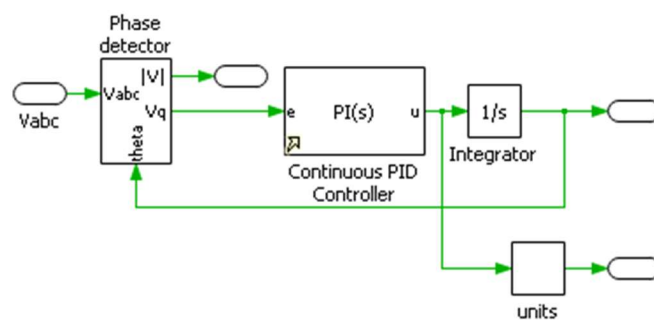 Phase
detector
|V|
Vabc
Vq
theta
Vabc
e
PI(s)
u
1/s
Integrator
Continuous PID
Controller
units